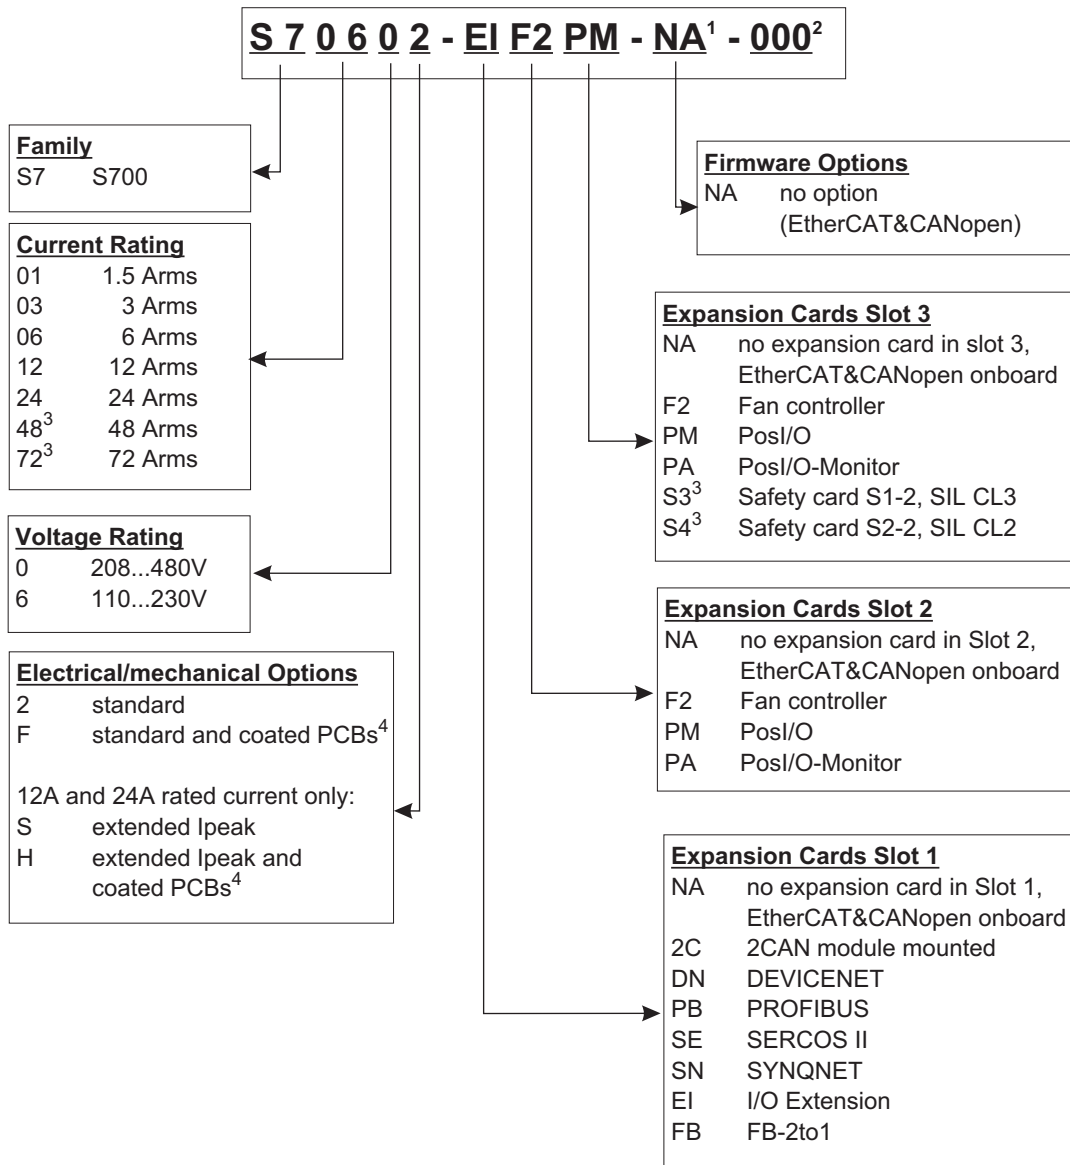 S 7 0 6 0 2 - EI F2 PM - NA¹ - 000²
Family
S7 S700
Current Rating
01 1.5 Arms
03 3 Arms
06 6 Arms
12 12 Arms
24 24 Arms
48³ 48 Arms
72³ 72 Arms
Voltage Rating
0 208...480V
6 110...230V
Electrical/mechanical Options
2 standard
F standard and coated PCBs⁴
12A and 24A rated current only:
S extended Ipeak
H extended Ipeak and
coated PCBs⁴
Firmware Options
NA no option
(EtherCAT&CANopen)
Expansion Cards Slot 3
NA no expansion card in slot 3,
EtherCAT&CANopen onboard
F2 Fan controller
PM PosI/O
PA PosI/O-Monitor
S3³ Safety card S1-2, SIL CL3
S4³ Safety card S2-2, SIL CL2
Expansion Cards Slot 2
NA no expansion card in Slot 2,
EtherCAT&CANopen onboard
F2 Fan controller
PM PosI/O
PA PosI/O-Monitor
Expansion Cards Slot 1
NA no expansion card in Slot 1,
EtherCAT&CANopen onboard
2C 2CAN module mounted
DN DEVICENET
PB PROFIBUS
SE SERCOS II
SN SYNQNET
EI I/O Extension
FB FB-2to1